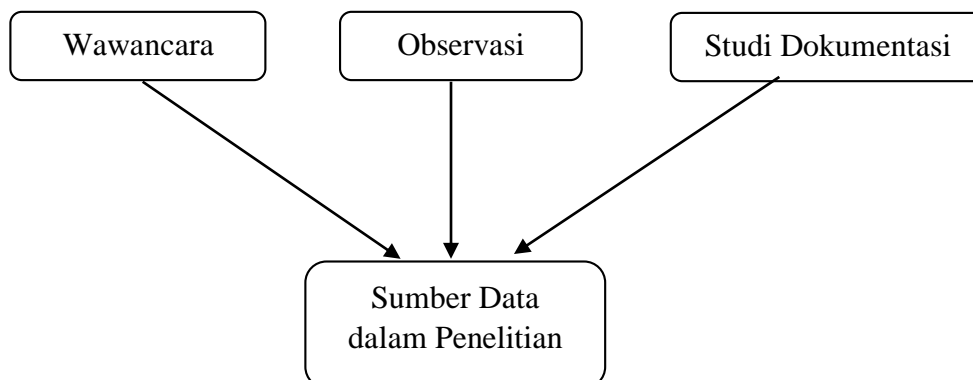 Wawancara
Observasi
Studi Dokumentasi
Sumber Data
dalam Penelitian